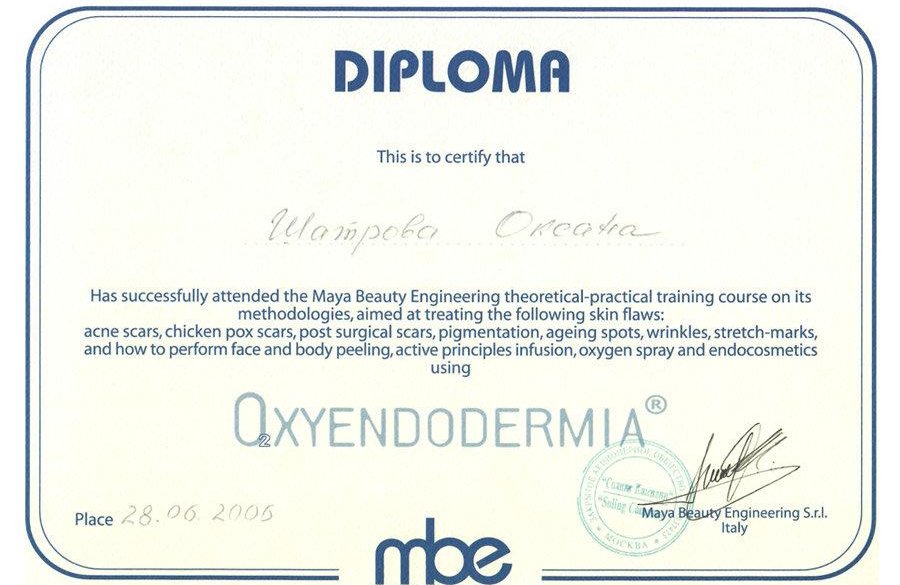 DIPLOMA
This is to certify that
Шатрова Оксана
Has successfully attended the Maya Beauty Engineering theoretical-practical training course on its
methodologies, aimed at treating the following skin flaws:
acne scars, chicken pox scars, post surgical scars, pigmentation, ageing spots, wrinkles, stretch-marks,
and how to perform face and body peeling, active principles infusion, oxygen spray and endocosmetics
using
O2XYENDODERMIA®
МОСКВА
Maya Beauty Engineering S.r.l.
Italy
Place 28.06.2005
mbe